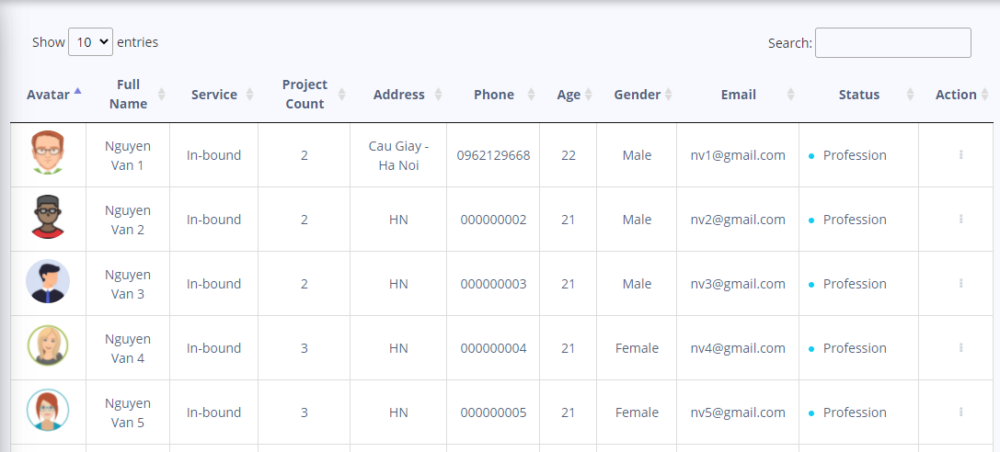 Show 10 entries Search:
Avatar Full Name Service Project Count Address Phone Age Gender Email Status Action
Nguyen Van 1 In-bound 2 Cau Giay - Ha Noi 0962129668 22 Male nv1@gmail.com Profession
Nguyen Van 2 In-bound 2 HN 000000002 21 Male nv2@gmail.com Profession
Nguyen Van 3 In-bound 2 HN 000000003 21 Male nv3@gmail.com Profession
Nguyen Van 4 In-bound 3 HN 000000004 21 Female nv4@gmail.com Profession
Nguyen Van 5 In-bound 3 HN 000000005 21 Female nv5@gmail.com Profession